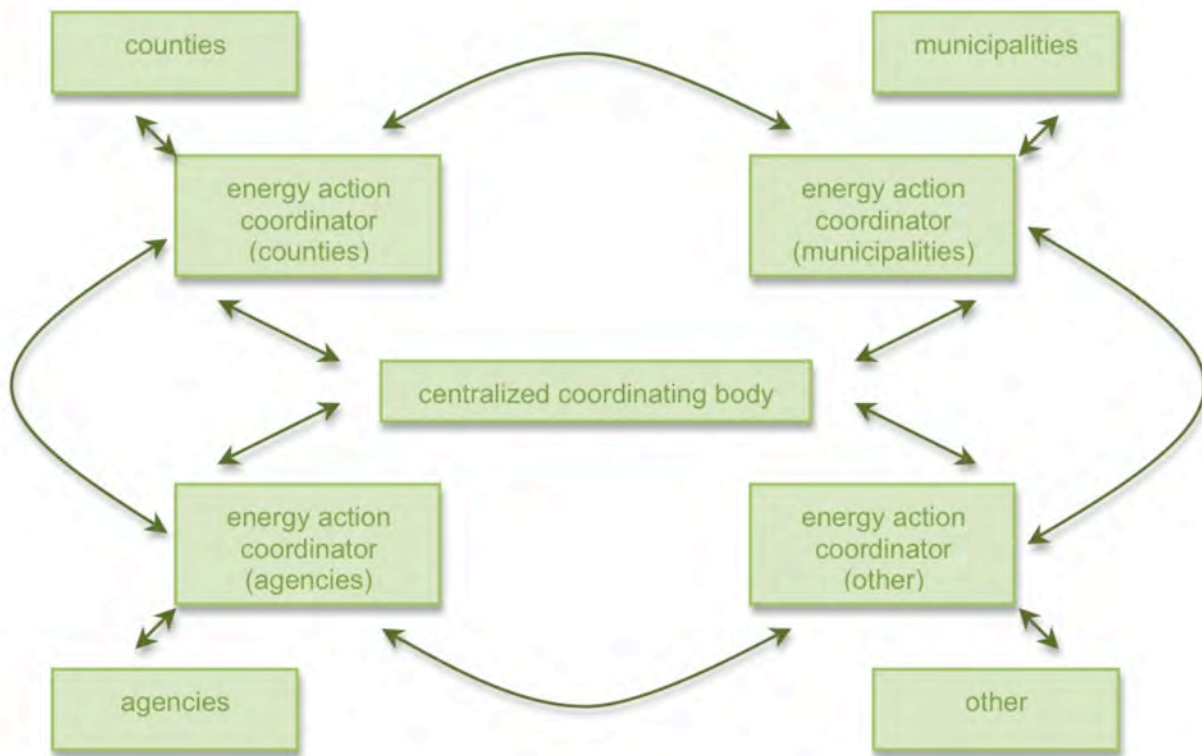 counties
municipalities
energy action
coordinator
(counties)
energy action
coordinator
(municipalities)
centralized coordinating body
energy action
coordinator
(agencies)
energy action
coordinator
(other)
agencies
other